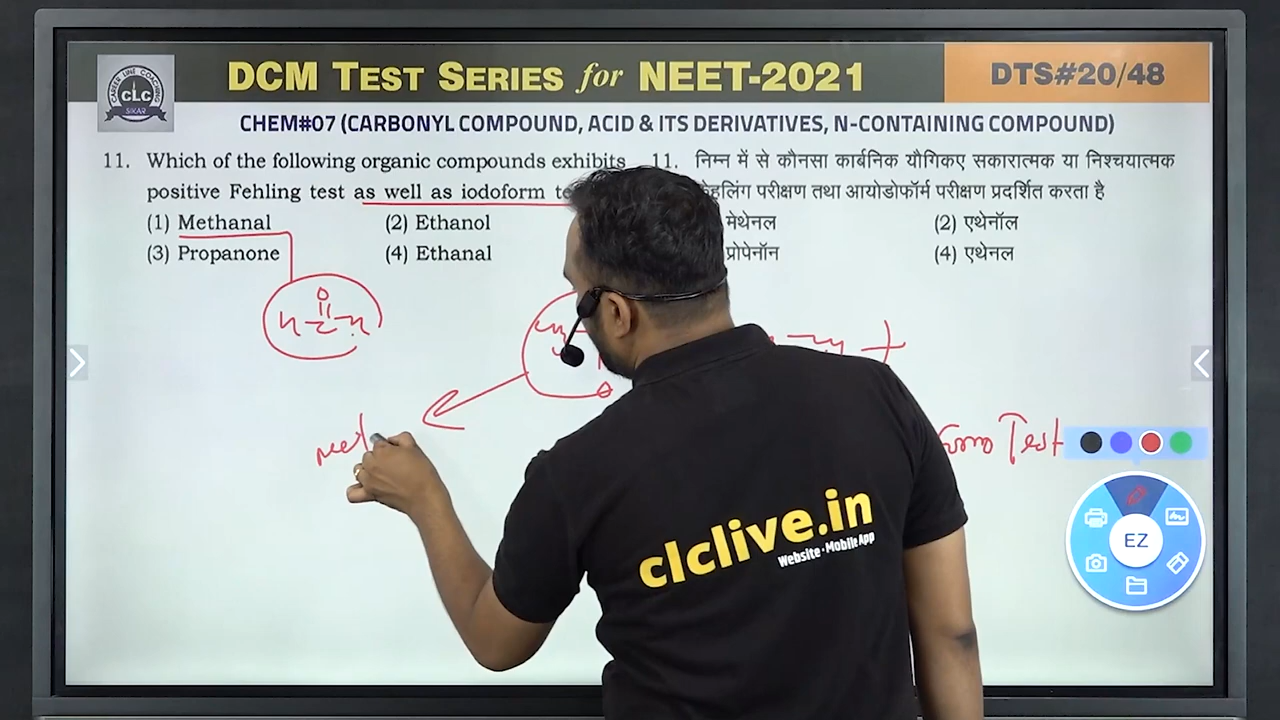 DCM TEST SERIES for NEET-2021
DTS#20/48
CAREER LINE COACHING
CLC
SIKAR
CHEM#07 (CARBONYL COMPOUND, ACID & ITS DERIVATIVES, N-CONTAINING COMPOUND)
11. Which of the following organic compounds exhibits
positive Fehling test as well as iodoform
(1) Methanal (2) Ethanol
(3) Propanone (4) Ethanal
11. निम्न में से कौनसा कार्बनिक यौगिकए सकारात्मक या निश्चयात्मक
परीक्षण तथा आयोडोफॉर्म परीक्षण प्रदर्शित करता है
मेथेनल (2) एथेनॉल
प्रोपेनॉन (4) एथेनल
O
Test
EZ
clclive.in
Website • Mobile App